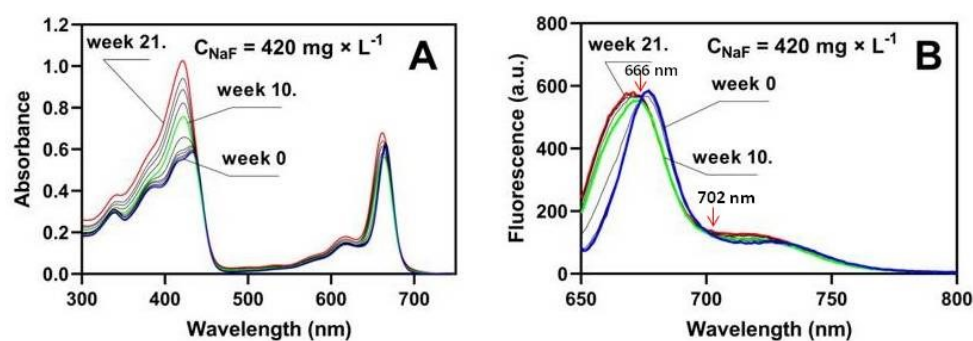 C_NaF = 420 mg × L⁻¹
A
week 21.
week 10.
week 0
Absorbance
1.2
1.0
0.8
0.6
0.4
0.2
0.0
300
400
500
600
700
Wavelength (nm)
C_NaF = 420 mg × L⁻¹
B
week 21.
666 nm
week 0
week 10.
702 nm
Fluorescence (a.u.)
800
600
400
200
0
650
700
750
800
Wavelength (nm)